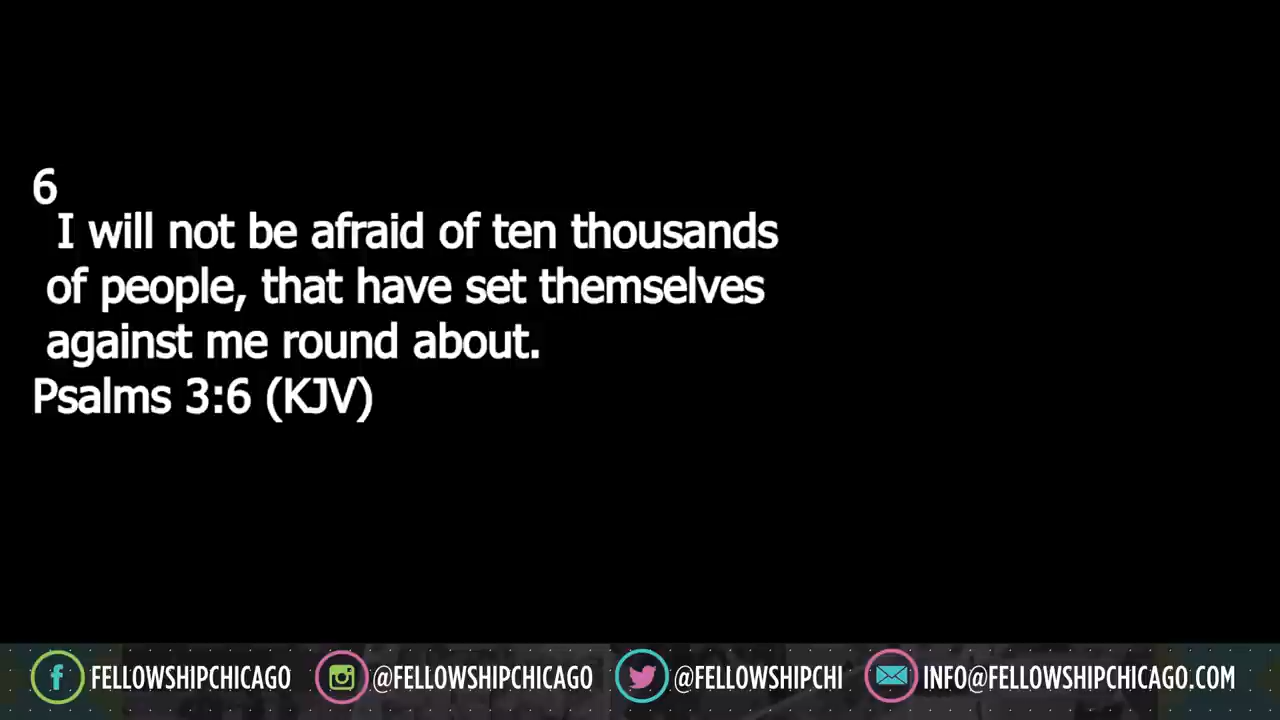 6
I will not be afraid of ten thousands
of people, that have set themselves
against me round about.
Psalms 3:6 (KJV)
FELLOWSHIPCHICAGO @FELLOWSHIPCHICAGO @FELLOWSHIPCHI INFO@FELLOWSHIPCHICAGO.COM